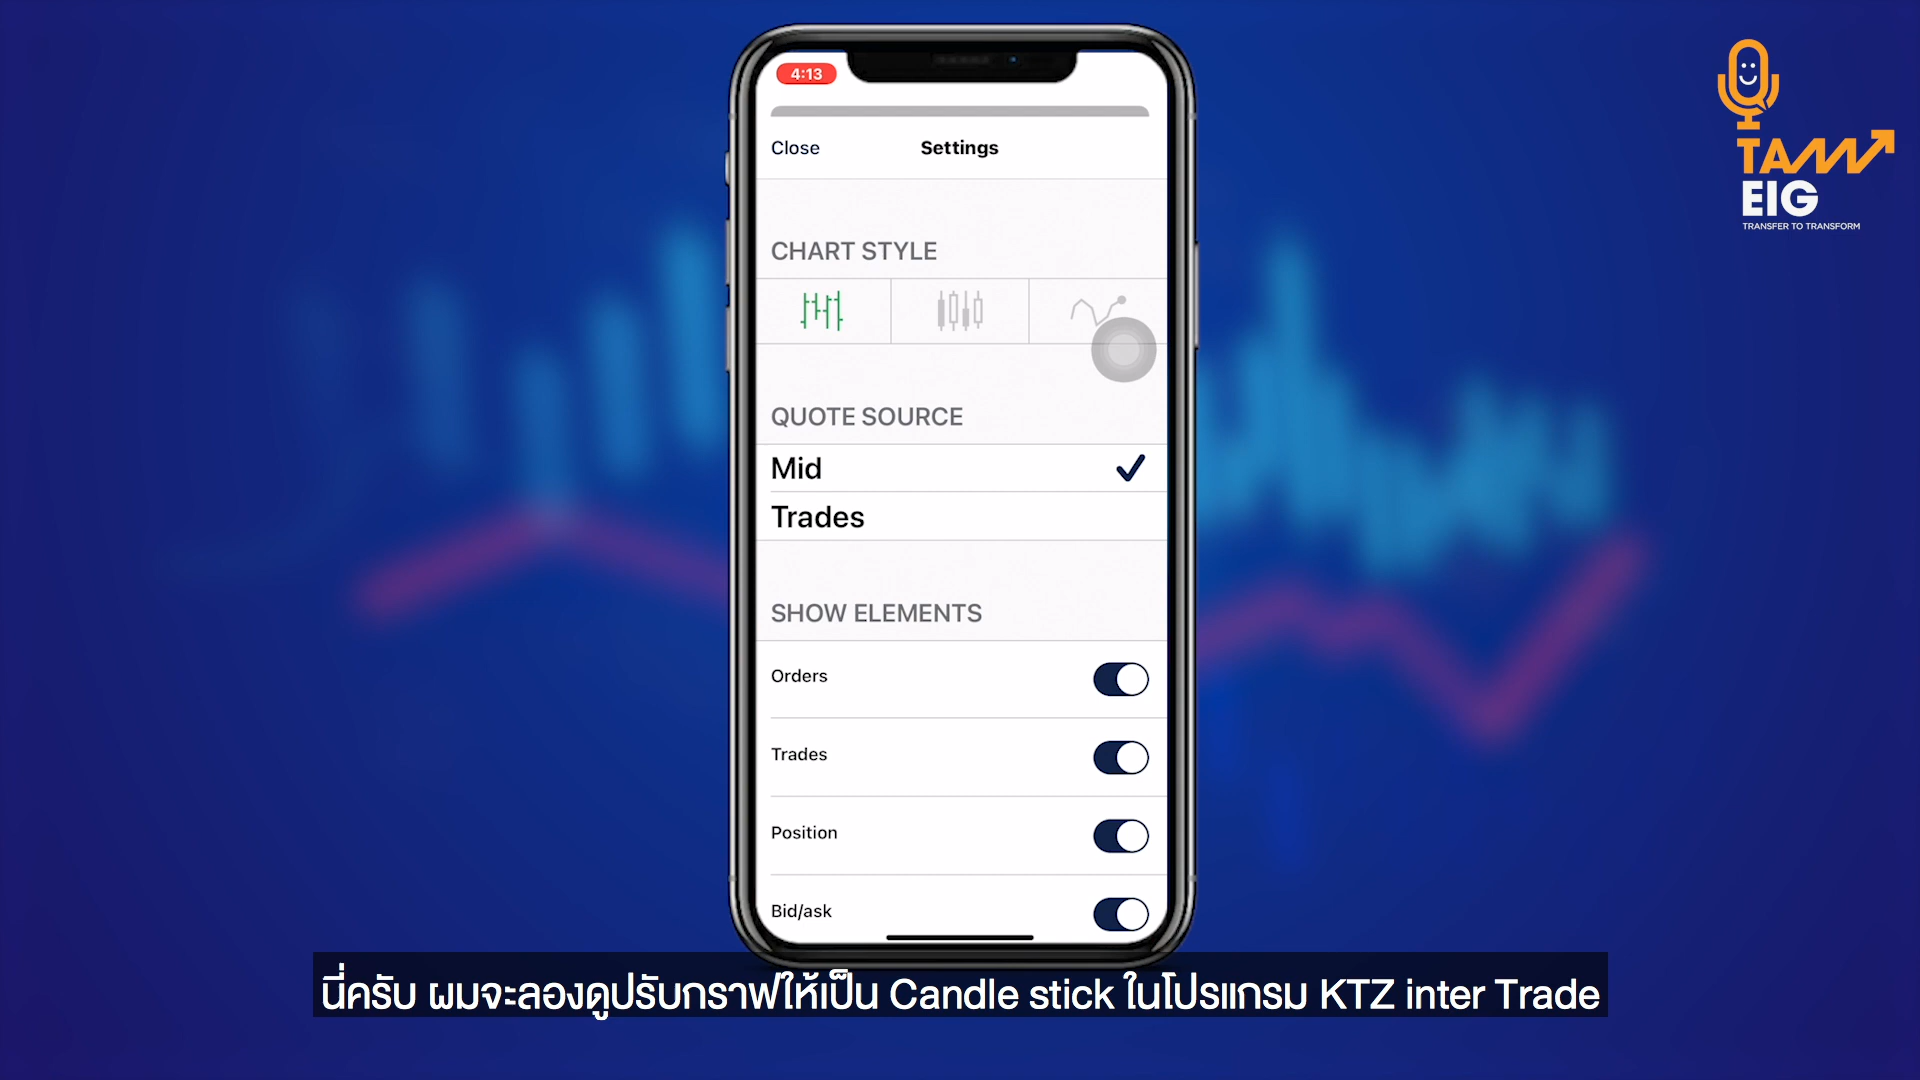 4:13
Close
Settings
CHART STYLE
QUOTE SOURCE
Mid
Trades
SHOW ELEMENTS
Orders
Trades
Position
Bid/ask
TAM
EIG
TRANSFER TO TRANSFORM
นี่ครับ ผมจะลองดูปรับกราฟให้เป็น Candle stick ในโปรแกรม KTZ inter Trade